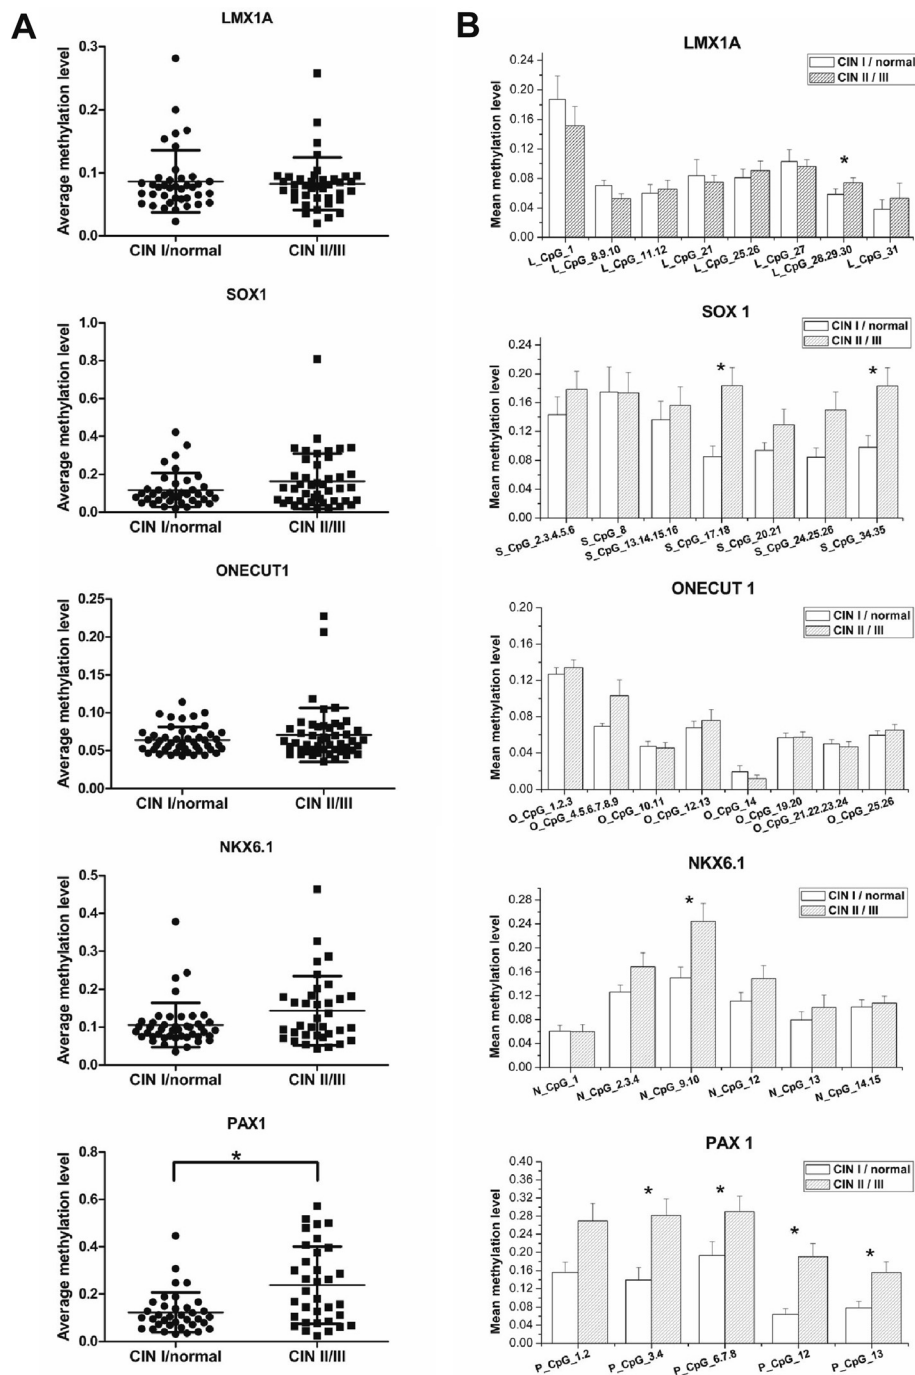 A
LMX1A
Average methylation level
0.3
0.2
0.1
0.0
CIN I/normal
CIN II/III
SOX1
Average methylation level
1.0
0.8
0.6
0.4
0.2
0.0
CIN I/normal
CIN II/III
ONECUT1
Average methylation level
0.25
0.20
0.15
0.10
0.05
0.00
CIN I/normal
CIN II/III
NKX6.1
Average methylation level
0.5
0.4
0.3
0.2
0.1
0.0
CIN I/normal
CIN II/III
PAX1
*
Average methylation level
0.8
0.6
0.4
0.2
0.0
CIN I/normal
CIN II/III
B
LMX1A
CIN I / normal
CIN II / III
Mean methylation level
0.24
0.20
0.16
0.12
0.08
0.04
0.00
*
L_CpG_1
L_CpG_8.9.10
L_CpG_11.12
L_CpG_21
L_CpG_25.26
L_CpG_27
L_CpG_28.29.30
L_CpG_31
SOX 1
CIN I / normal
CIN II / III
Mean methylation level
0.24
0.20
0.16
0.12
0.08
0.04
0.00
*
*
S_CpG_2.3.4.5.6
S_CpG_8
S_CpG_13.14.15.16
S_CpG_17.18
S_CpG_20.21
S_CpG_24.25.26
S_CpG_34.35
ONECUT 1
CIN I / normal
CIN II / III
Mean methylation level
0.20
0.16
0.12
0.08
0.04
0.00
O_CpG_1.2.3
O_CpG_4.5.6.7.8.9
O_CpG_10.11
O_CpG_12.13
O_CpG_14
O_CpG_19.20
O_CpG_21.22.23.24
O_CpG_25.26
NKX6.1
CIN I / normal
CIN II / III
Mean methylation level
0.28
0.24
0.20
0.16
0.12
0.08
0.04
0.00
*
N_CpG_1
N_CpG_2.3.4
N_CpG_9.10
N_CpG_12
N_CpG_13
N_CpG_14.15
PAX 1
CIN I / normal
CIN II / III
Mean methylation level
0.40
0.36
0.32
0.28
0.24
0.20
0.16
0.12
0.08
0.04
0.00
*
*
*
*
P_CpG_1.2
P_CpG_3.4
P_CpG_6.7.8
P_CpG_12
P_CpG_13